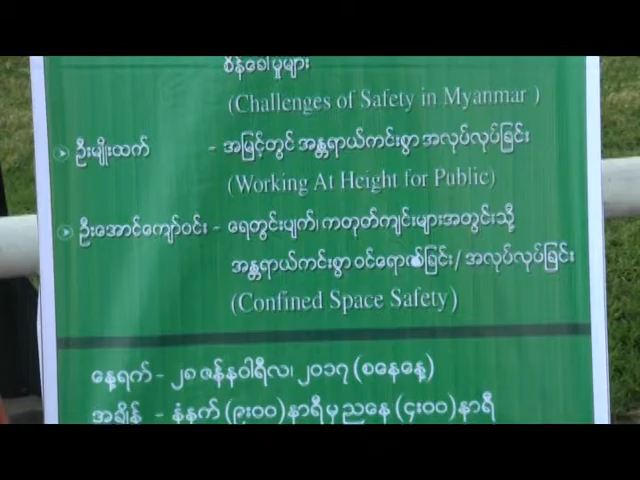 စိန်ခေါ်မှုများ
(Challenges of Safety in Myanmar )
ဦးမျိုးထက် - အမြင့်တွင် အန္တရာယ်ကင်းစွာ အလုပ်လုပ်ခြင်း
(Working At Height for Public)
ဦးအောင်ကျော်ဝင်း - ရေတွင်းပျက်၊ ကတုတ်ကျင်းများအတွင်းသို့
အန္တရာယ်ကင်းစွာ ဝင်ရောက်ခြင်း / အလုပ်လုပ်ခြင်း
(Confined Space Safety)
နေ့ရက် - ၂၈ ဇန်နဝါရီလ၊ ၂၀၁၇ (စနေနေ့)
အချိန် - နံနက် (၉း၀၀) နာရီမှ ညနေ (၄း၀၀) နာရီ